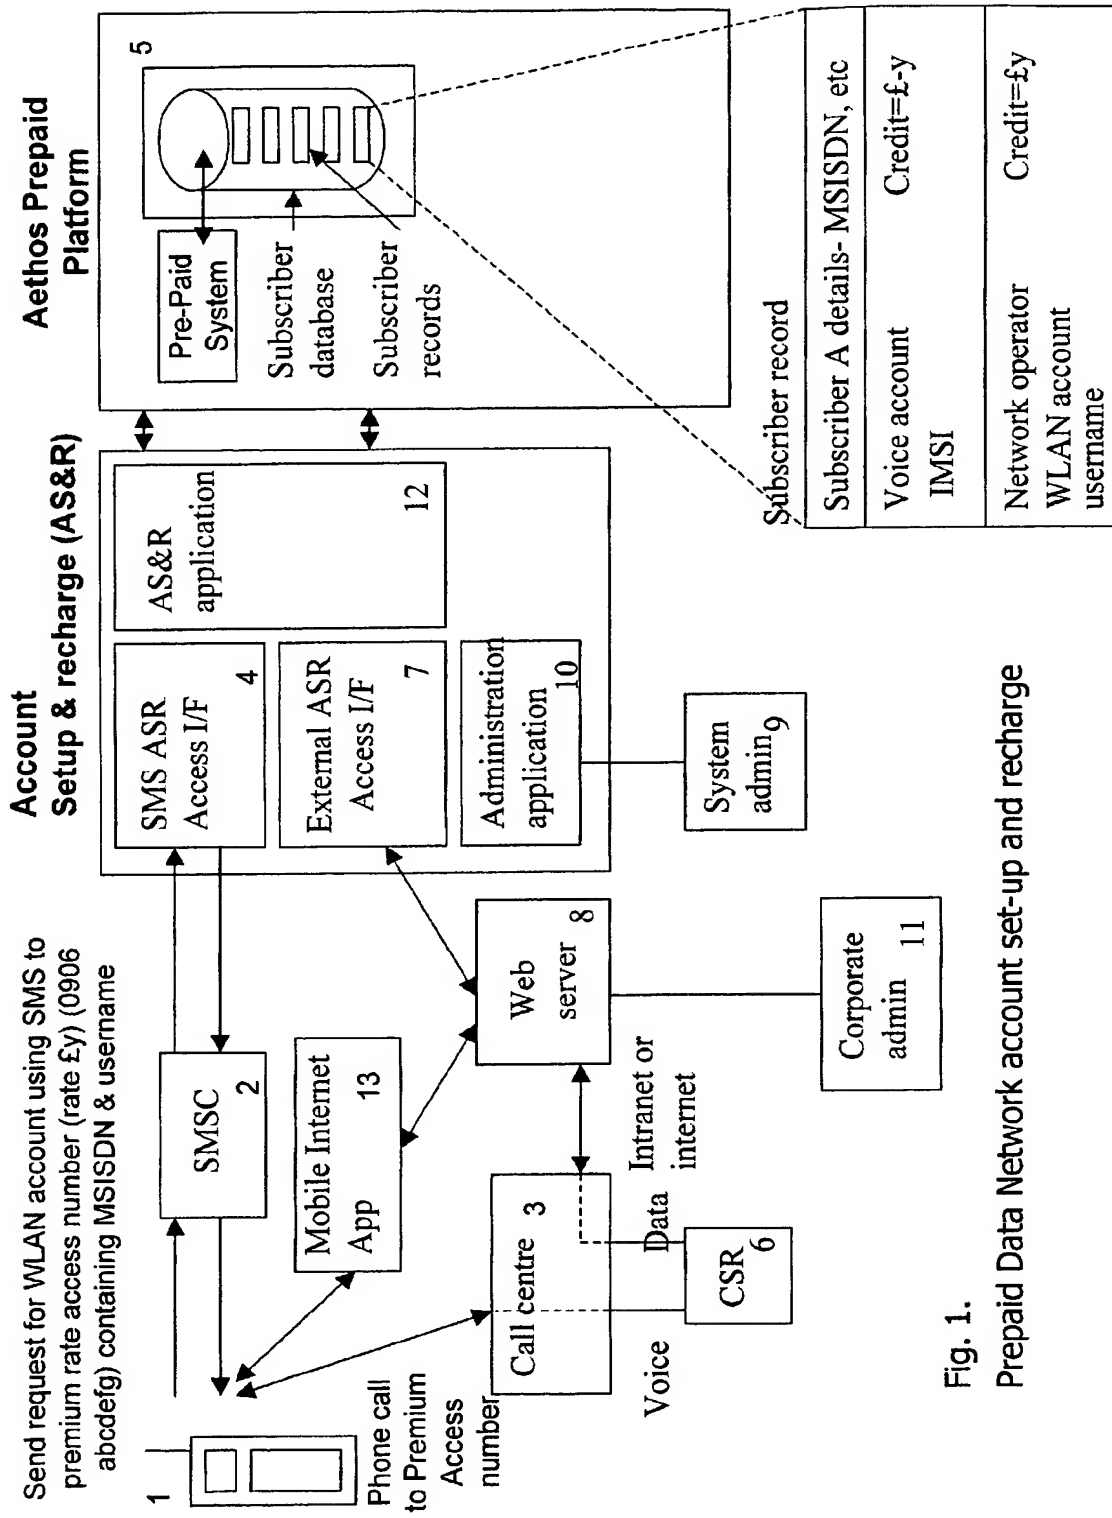 Send request for WLAN account using SMS to
premium rate access number (rate £y) (0906
abcdefg) containing MSISDN & username
Account
Setup & recharge (AS&R)
Aethos Prepaid
Platform
1
Phone call
to Premium
Access
number
SMSC
2
Mobile Internet
App
13
Call centre
3
Voice
Data
CSR
6
Intranet or
internet
Web
server
8
Corporate
admin
11
SMS ASR
Access I/F
4
External ASR
Access I/F
7
Administration
application
10
System
admin
9
AS&R
application
12
Pre-Paid
System
5
Subscriber
database
Subscriber
records
Subscriber record
Subscriber A details- MSISDN, etc
Voice account
IMSI
Credit=£-y
Network operator
WLAN account
username
Credit=£y
Fig. 1.
Prepaid Data Network account set-up and recharge